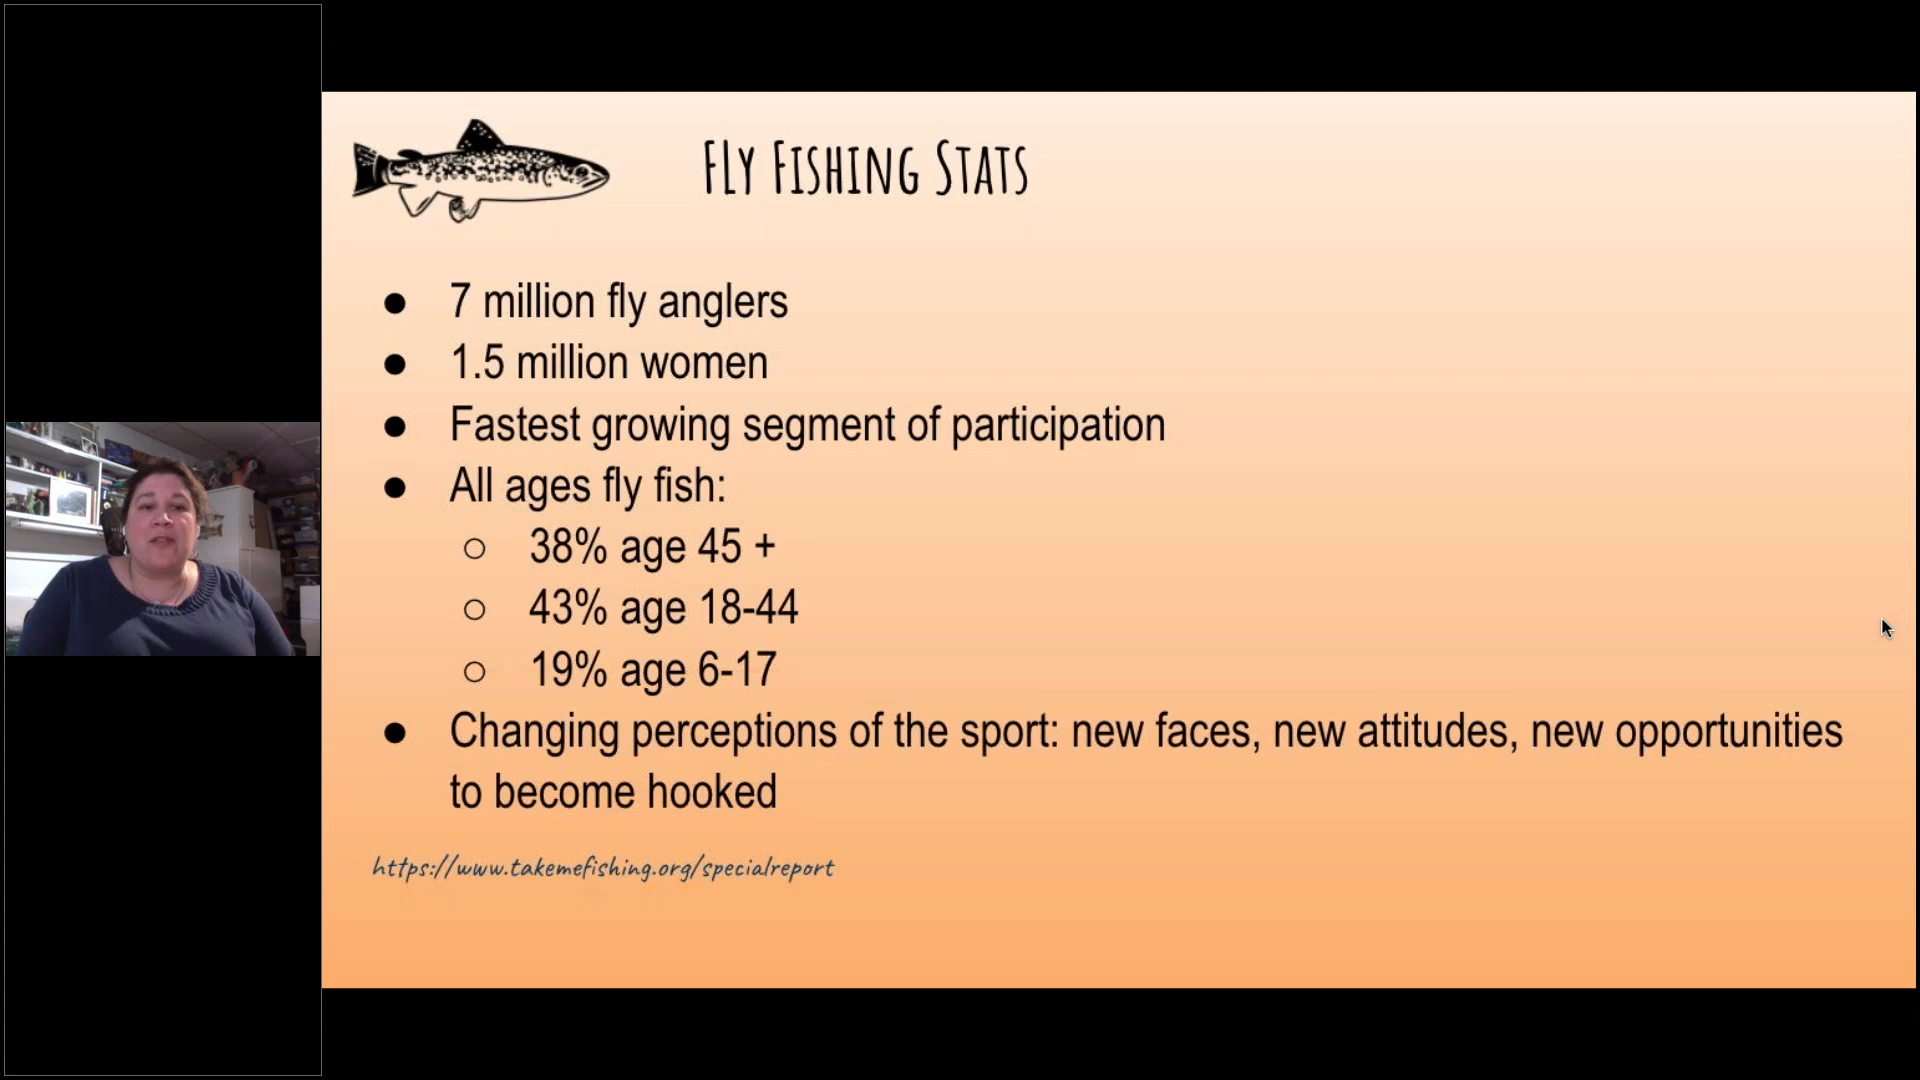 Fly Fishing Stats
● 7 million fly anglers
● 1.5 million women
● Fastest growing segment of participation
● All ages fly fish:
○ 38% age 45 +
○ 43% age 18-44
○ 19% age 6-17
● Changing perceptions of the sport: new faces, new attitudes, new opportunities
to become hooked
https://www.takemefishing.org/specialreport